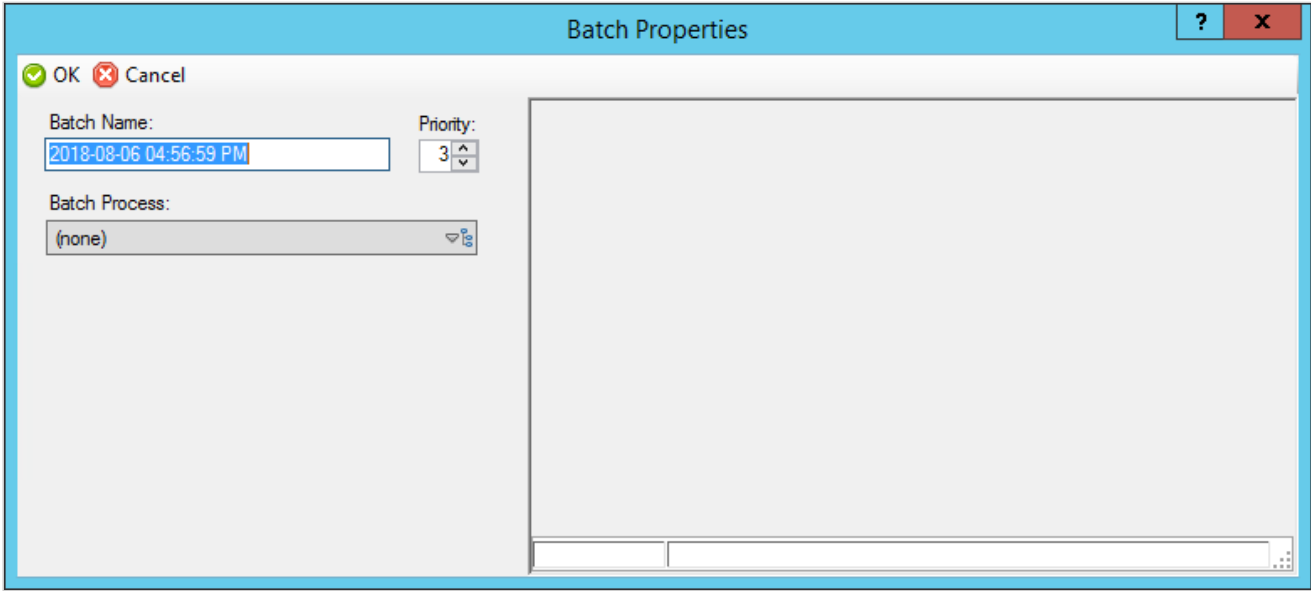 Batch Properties
?
x
OK Cancel
Batch Name:
Priority:
2018-08-06 04:56:59 PM
3
Batch Process:
(none)